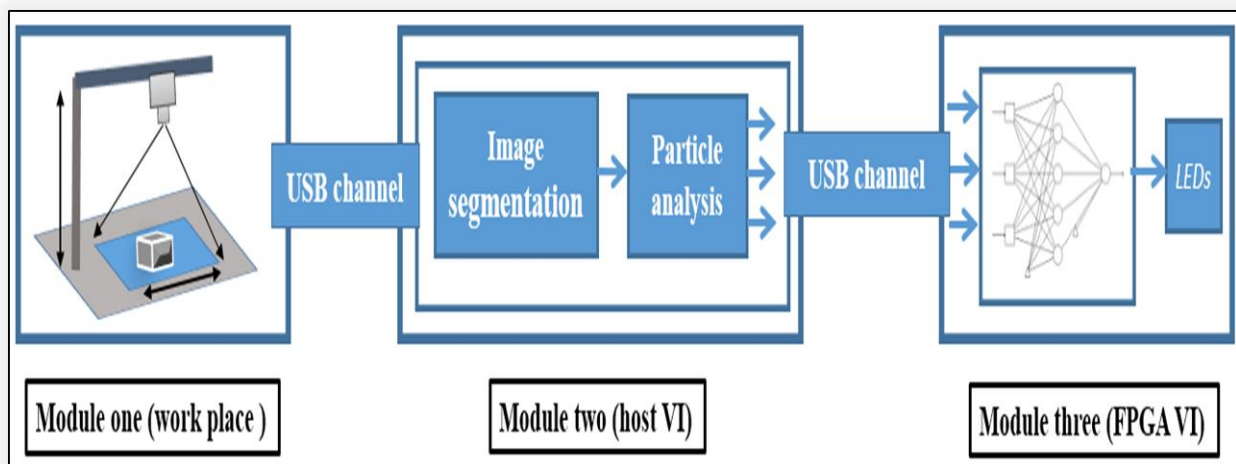 USB channel
Image
segmentation
Particle
analysis
USB channel
LEDs
Module one (work place )
Module two (host VI)
Module three (FPGA VI)